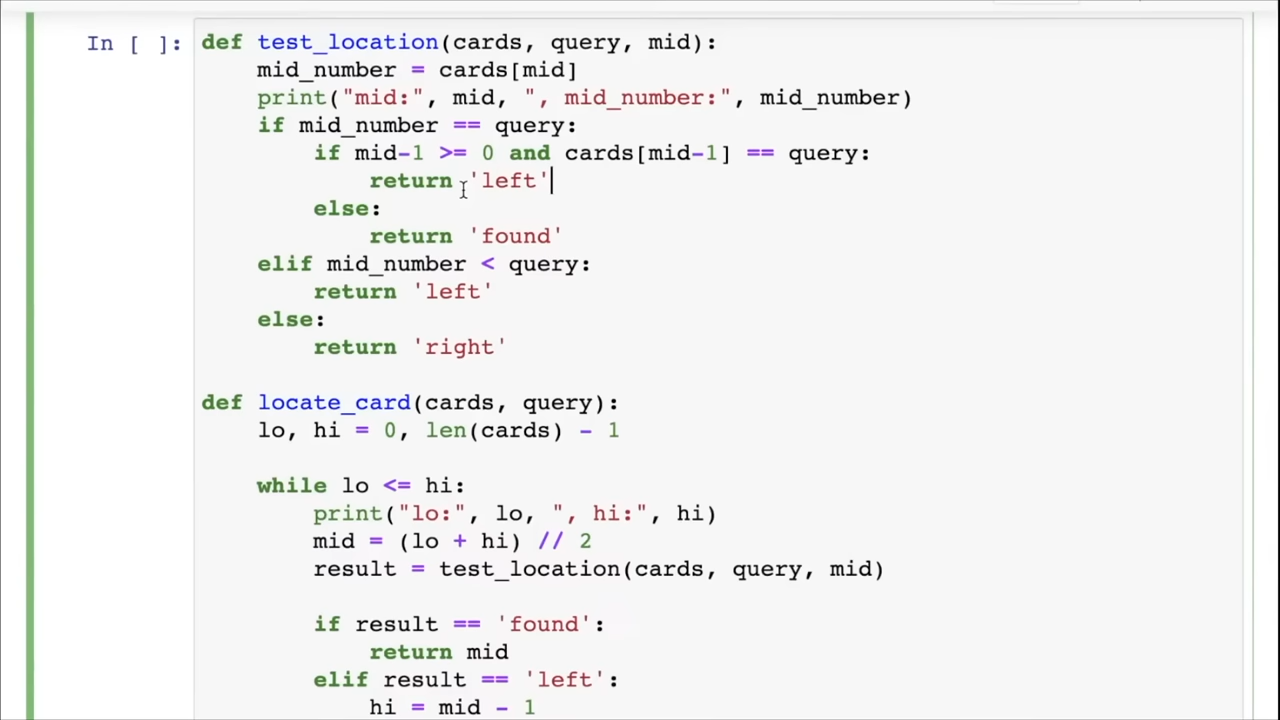 In [ ]: def test_location(cards, query, mid):
    mid_number = cards[mid]
    print("mid:", mid, ", mid_number:", mid_number)
    if mid_number == query:
        if mid-1 >= 0 and cards[mid-1] == query:
            return 'left'
        else:
            return 'found'
    elif mid_number < query:
        return 'left'
    else:
        return 'right'

def locate_card(cards, query):
    lo, hi = 0, len(cards) - 1

    while lo <= hi:
        print("lo:", lo, ", hi:", hi)
        mid = (lo + hi) // 2
        result = test_location(cards, query, mid)

        if result == 'found':
            return mid
        elif result == 'left':
            hi = mid - 1